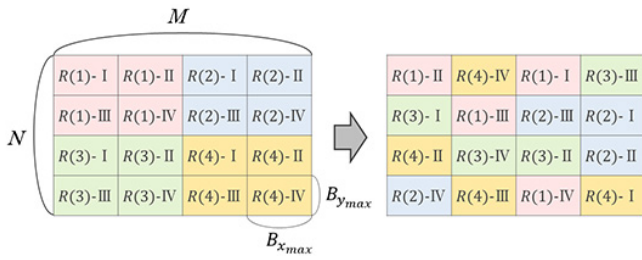 M
N
R(1)-Ⅰ R(1)-Ⅱ R(2)-Ⅰ R(2)-Ⅱ
R(1)-Ⅲ R(1)-Ⅳ R(2)-Ⅲ R(2)-Ⅳ
R(3)-Ⅰ R(3)-Ⅱ R(4)-Ⅰ R(4)-Ⅱ
R(3)-Ⅲ R(3)-Ⅳ R(4)-Ⅲ R(4)-Ⅳ
B_{y_{max}}
B_{x_{max}}
R(1)-Ⅱ R(4)-Ⅳ R(1)-Ⅰ R(3)-Ⅲ
R(3)-Ⅰ R(1)-Ⅲ R(2)-Ⅲ R(2)-Ⅰ
R(4)-Ⅱ R(3)-Ⅳ R(3)-Ⅱ R(2)-Ⅱ
R(2)-Ⅳ R(4)-Ⅲ R(1)-Ⅳ R(4)-Ⅰ